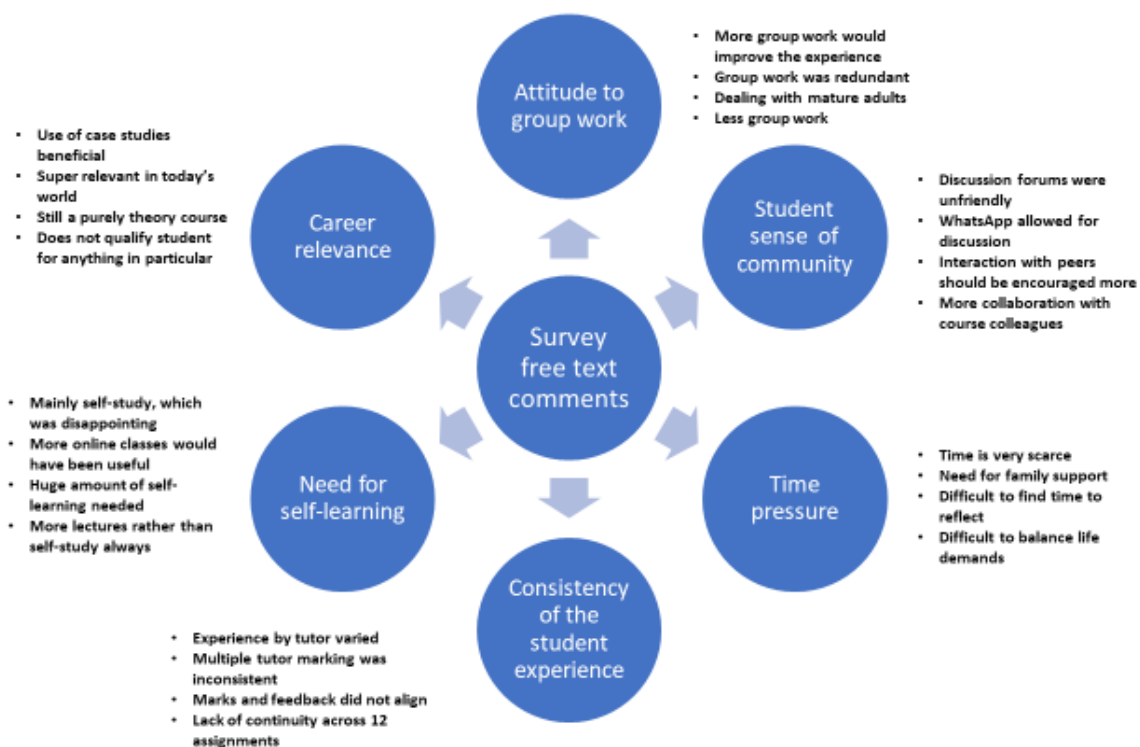 Attitude to
group work
• More group work would
improve the experience
• Group work was redundant
• Dealing with mature adults
• Less group work
• Use of case studies
beneficial
• Super relevant in today's
world
• Still a purely theory course
• Does not qualify student
for anything in particular
Career
relevance
Student
sense of
community
• Discussion forums were
unfriendly
• WhatsApp allowed for
discussion
• Interaction with peers
should be encouraged more
• More collaboration with
course colleagues
Survey
free text
comments
• Mainly self-study, which
was disappointing
• More online classes would
have been useful
• Huge amount of self-
learning needed
• More lectures rather than
self-study always
Need for
self-learning
Time
pressure
• Time is very scarce
• Need for family support
• Difficult to find time to
reflect
• Difficult to balance life
demands
Consistency
of the
student
experience
• Experience by tutor varied
• Multiple tutor marking was
inconsistent
• Marks and feedback did not align
• Lack of continuity across 12
assignments